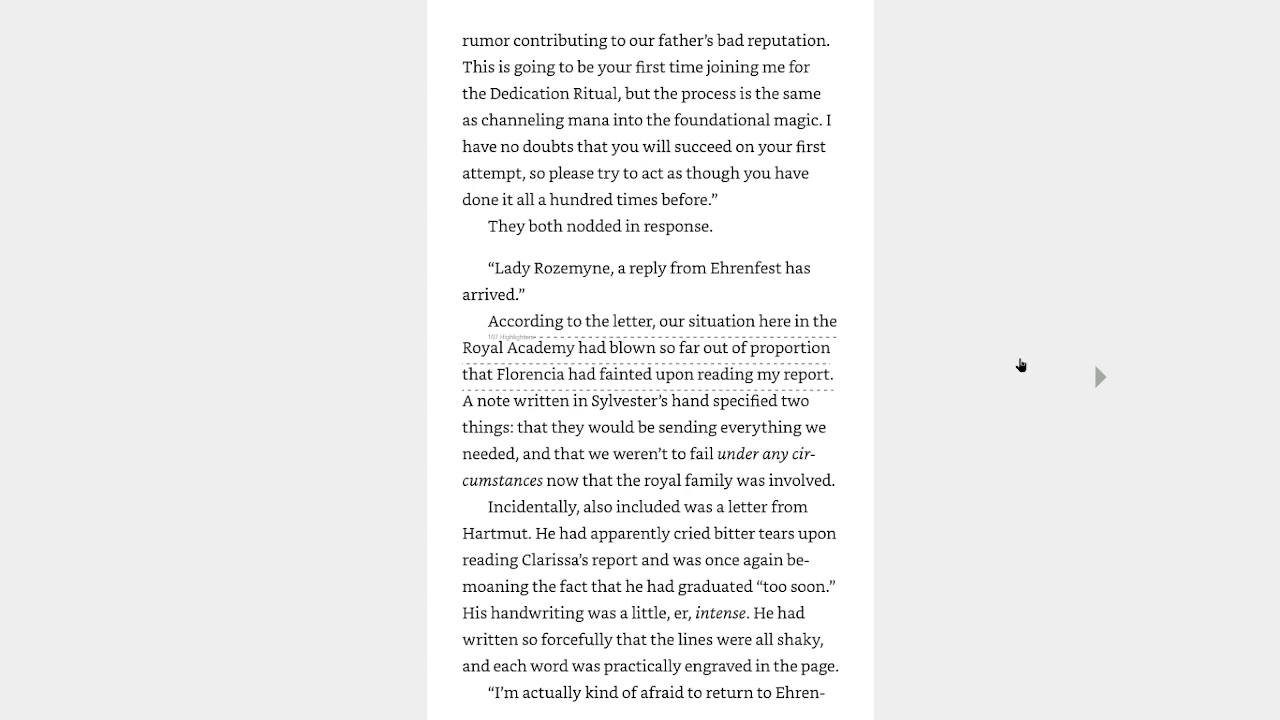 rumor contributing to our father's bad reputation.
This is going to be your first time joining me for
the Dedication Ritual, but the process is the same
as channeling mana into the foundational magic. I
have no doubts that you will succeed on your first
attempt, so please try to act as though you have
done it all a hundred times before.”
They both nodded in response.
“Lady Rozemyne, a reply from Ehrenfest has
arrived.”
According to the letter, our situation here in the
107 Highlighters
Royal Academy had blown so far out of proportion
that Florencia had fainted upon reading my report.
A note written in Sylvester’s hand specified two
things: that they would be sending everything we
needed, and that we weren’t to fail under any cir-
cumstances now that the royal family was involved.
Incidentally, also included was a letter from
Hartmut. He had apparently cried bitter tears upon
reading Clarissa’s report and was once again be-
moaning the fact that he had graduated “too soon.”
His handwriting was a little, er, intense. He had
written so forcefully that the lines were all shaky,
and each word was practically engraved in the page.
“I’m actually kind of afraid to return to Ehren-